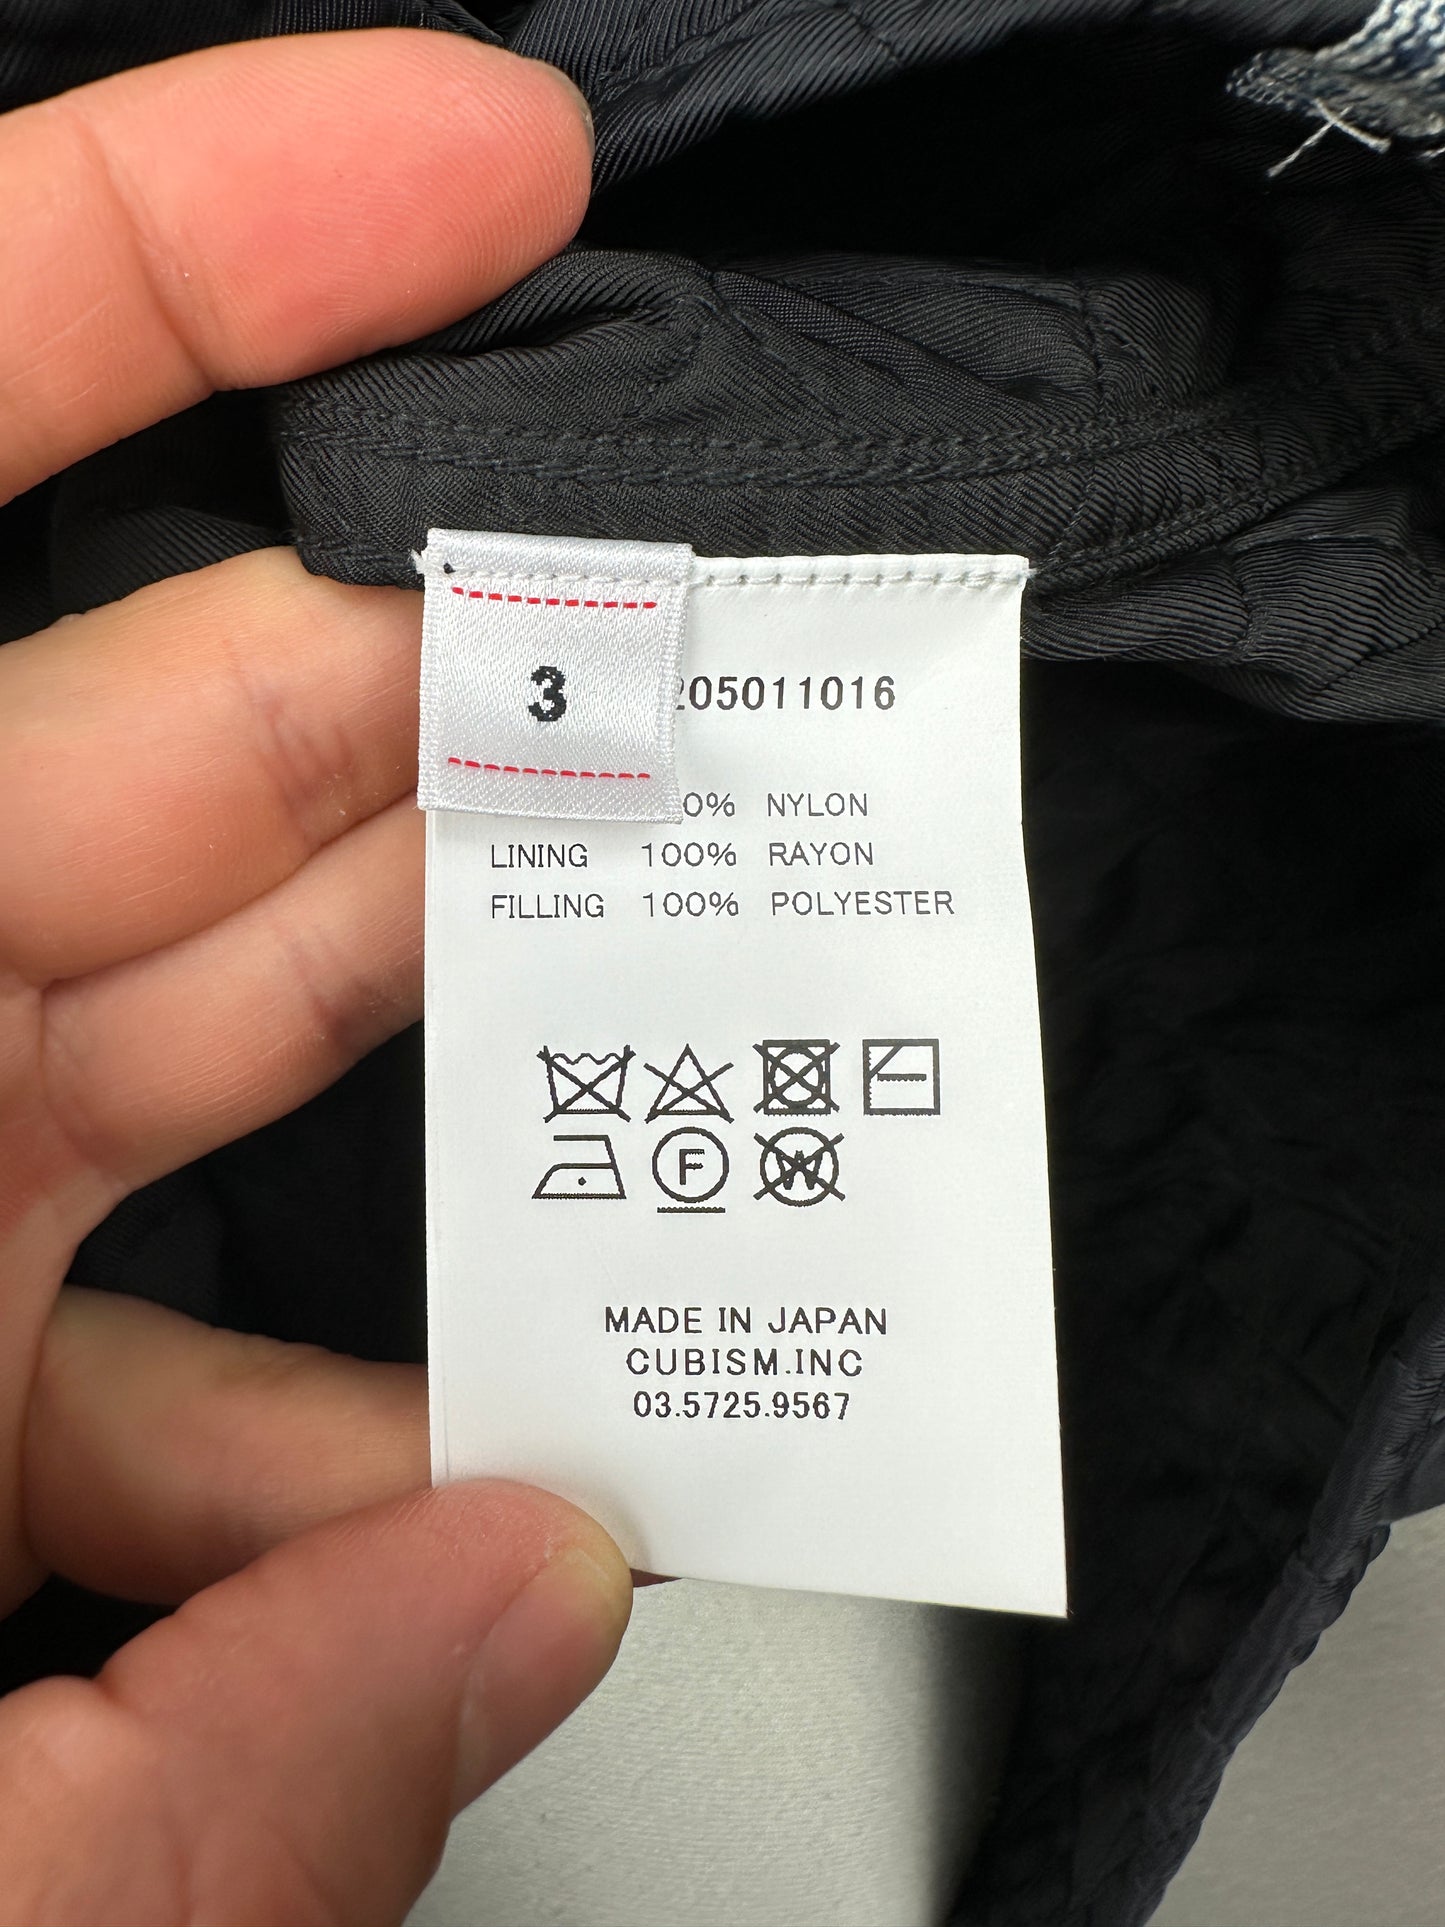 3
205011016
0% NYLON
LINING 100% RAYON
FILLING 100% POLYESTER
F
W
MADE IN JAPAN
CUBISM.INC
03.5725.9567